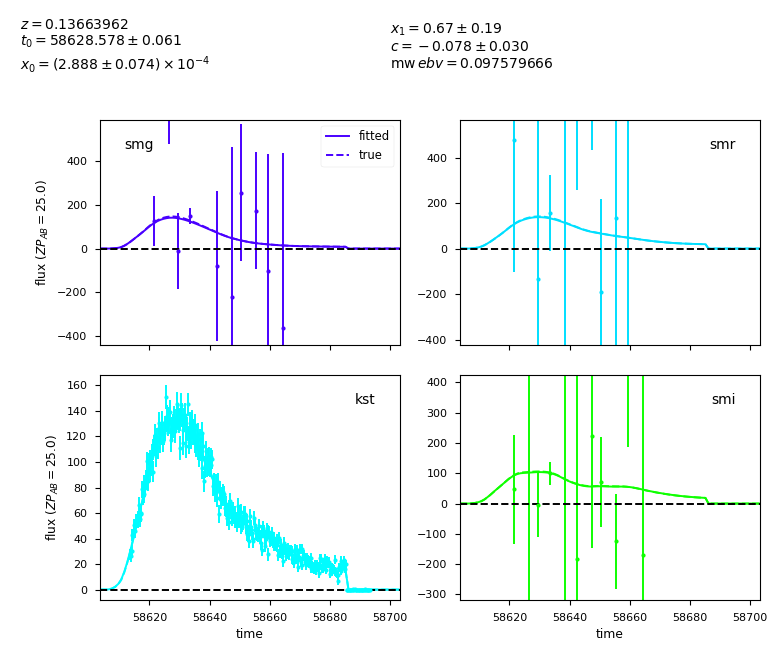 z = 0.13663962
t₀ = 58628.578 ± 0.061
x₀ = (2.888 ± 0.074) × 10⁻⁴
x₁ = 0.67 ± 0.19
c = −0.078 ± 0.030
mw ebv = 0.097579666
smg
fitted
true
400
200
0
−200
−400
flux (ZP_AB = 25.0)
smr
400
200
0
−200
−400
kst
160
140
120
100
80
60
40
20
0
flux (ZP_AB = 25.0)
58620 58640 58660 58680 58700
time
smi
400
300
200
100
0
−100
−200
−300
58620 58640 58660 58680 58700
time